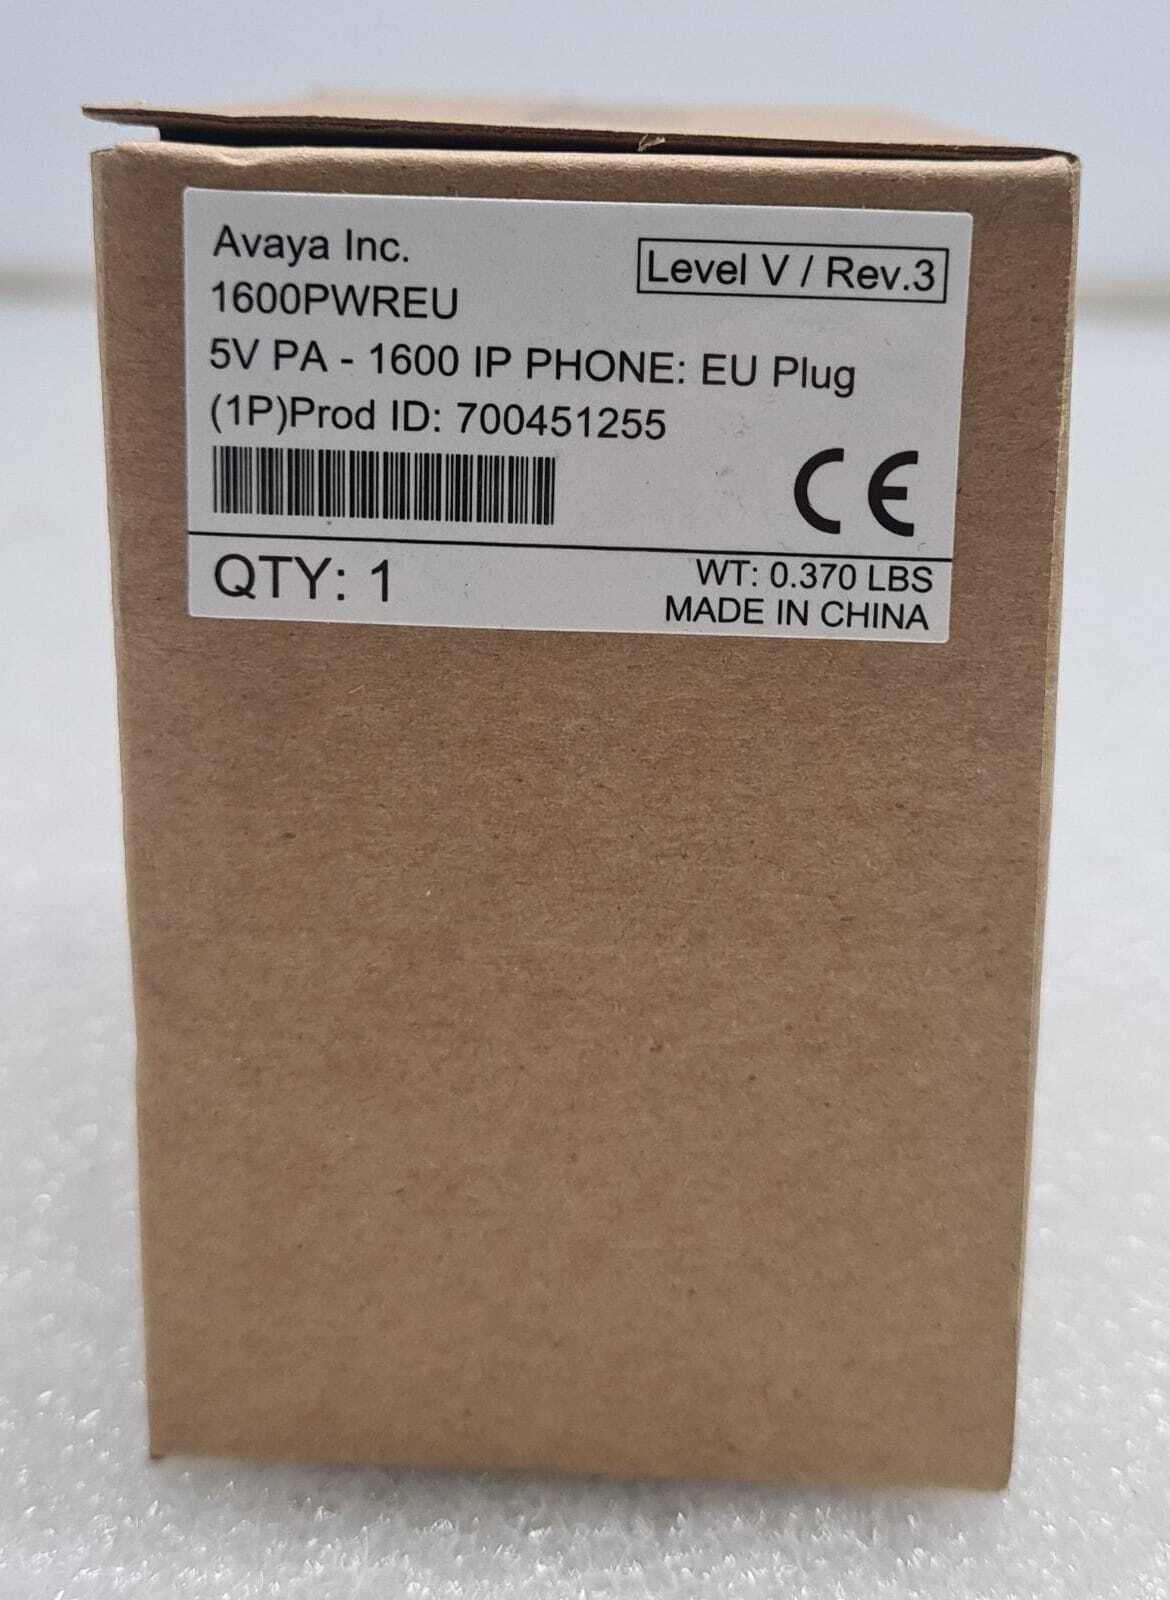 Avaya Inc.
Level V / Rev.3
1600PWREU
5V PA - 1600 IP PHONE: EU Plug
(1P)Prod ID: 700451255
CE
QTY: 1
WT: 0.370 LBS
MADE IN CHINA